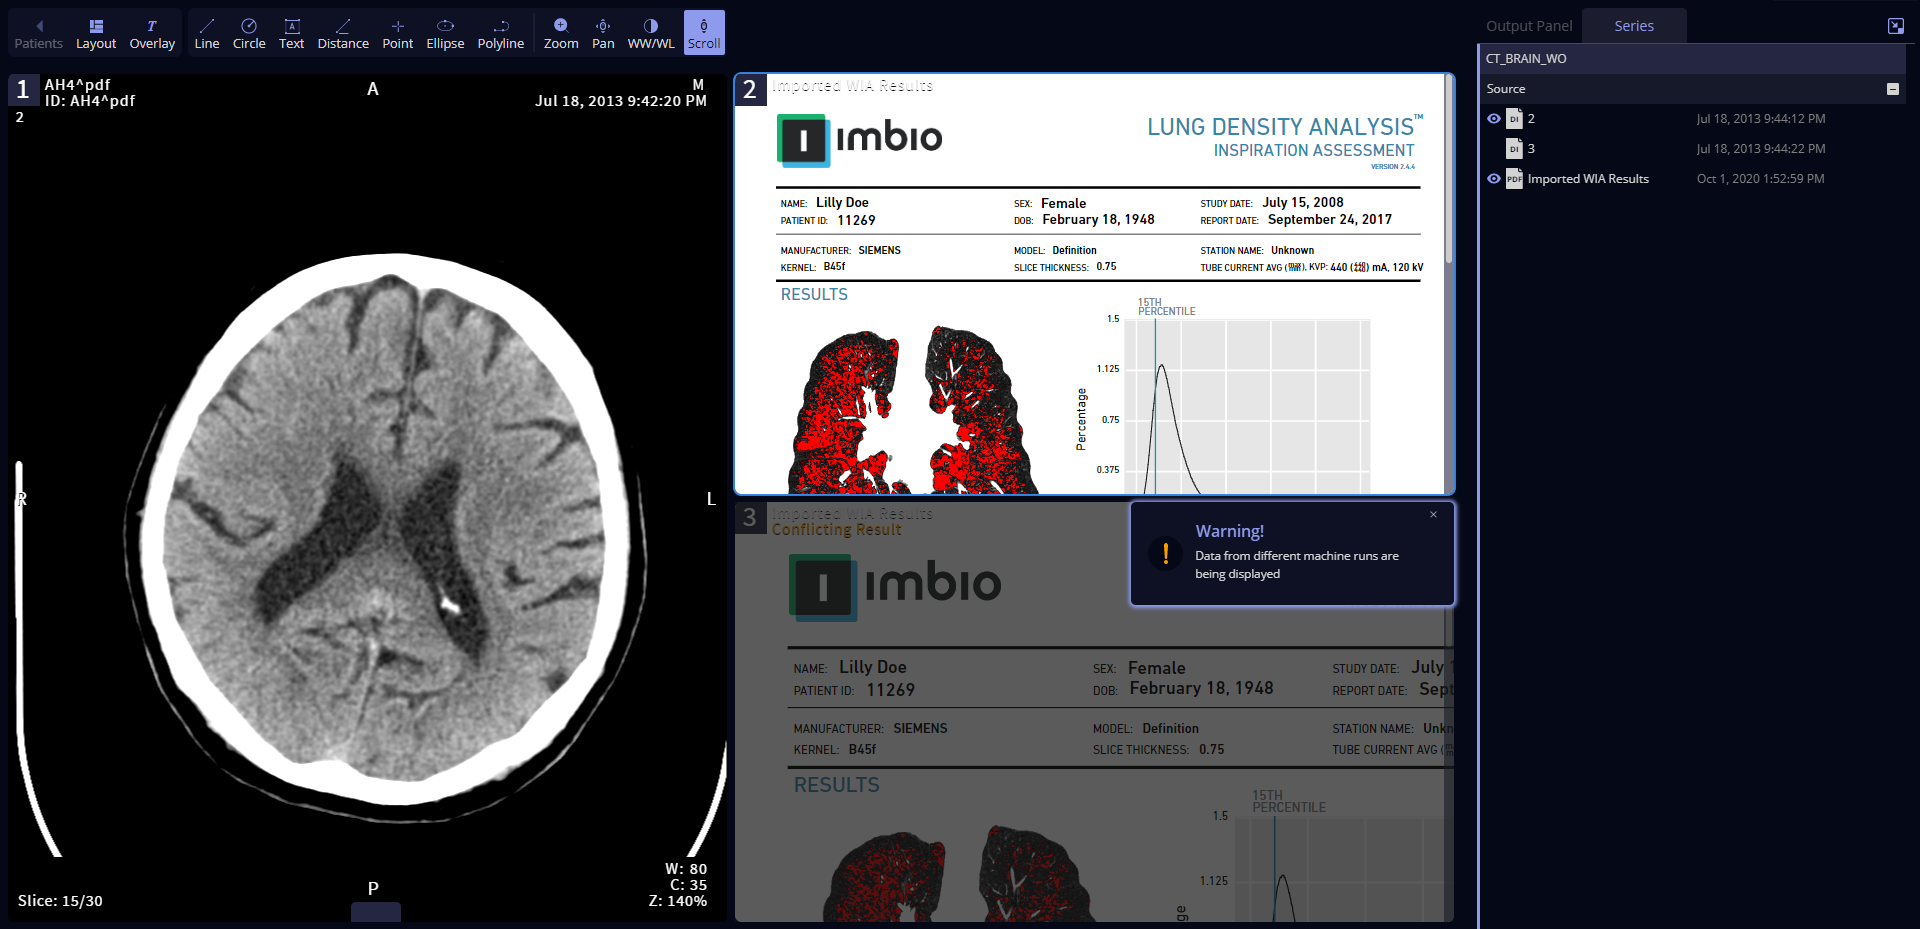 Patients Layout Overlay Line Circle Text Distance Point Ellipse Polyline Zoom Pan WW/WL Scroll
Output Panel Series
CT_BRAIN_WO
Source
DI 2 Jul 18, 2013 9:44:12 PM
DI 3 Jul 18, 2013 9:44:22 PM
PDF Imported WIA Results Oct 1, 2020 1:52:59 PM
1 AH4^pdf
ID: AH4^pdf
2
A
M
Jul 18, 2013 9:42:20 PM
R
L
P
W: 80
C: 35
Z: 140%
Slice: 15/30
2 Imported WIA Results
I imbio
LUNG DENSITY ANALYSIS™
INSPIRATION ASSESSMENT
VERSION 2.4.4
NAME: Lilly Doe SEX: Female STUDY DATE: July 15, 2008
PATIENT ID: 11269 DOB: February 18, 1948 REPORT DATE: September 24, 2017
MANUFACTURER: SIEMENS MODEL: Definition STATION NAME: Unknown
KERNEL: B45f SLICE THICKNESS: 0.75 TUBE CURRENT AVG, KVP: 440 mA, 120 kV
RESULTS
15TH
PERCENTILE
1.5
1.125
0.75
0.375
Percentage
3 Imported WIA Results
Conflicting Result
I imbio
Warning!
Data from different machine runs are
being displayed
NAME: Lilly Doe SEX: Female STUDY DATE: July
PATIENT ID: 11269 DOB: February 18, 1948 REPORT DATE: Sept
MANUFACTURER: SIEMENS MODEL: Definition STATION NAME: Unkn
KERNEL: B45f SLICE THICKNESS: 0.75 TUBE CURRENT AVG
RESULTS
15TH
PERCENTILE
1.5
1.125
ge